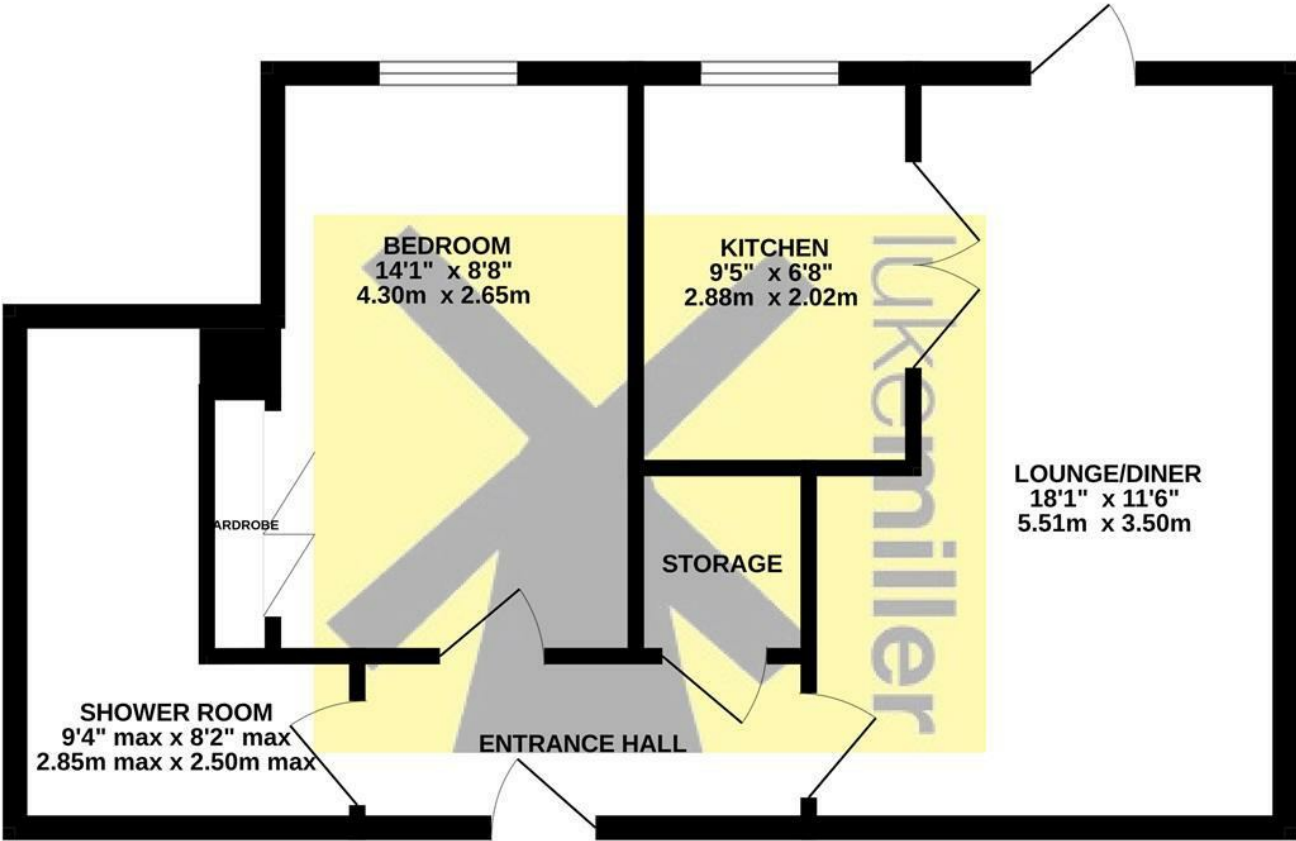 BEDROOM
14'1" x 8'8"
4.30m x 2.65m
KITCHEN
9'5" x 6'8"
2.88m x 2.02m
lukemiller
LOUNGE/DINER
18'1" x 11'6"
5.51m x 3.50m
ARDROBE
STORAGE
SHOWER ROOM
9'4" max x 8'2" max
2.85m max x 2.50m max
ENTRANCE HALL